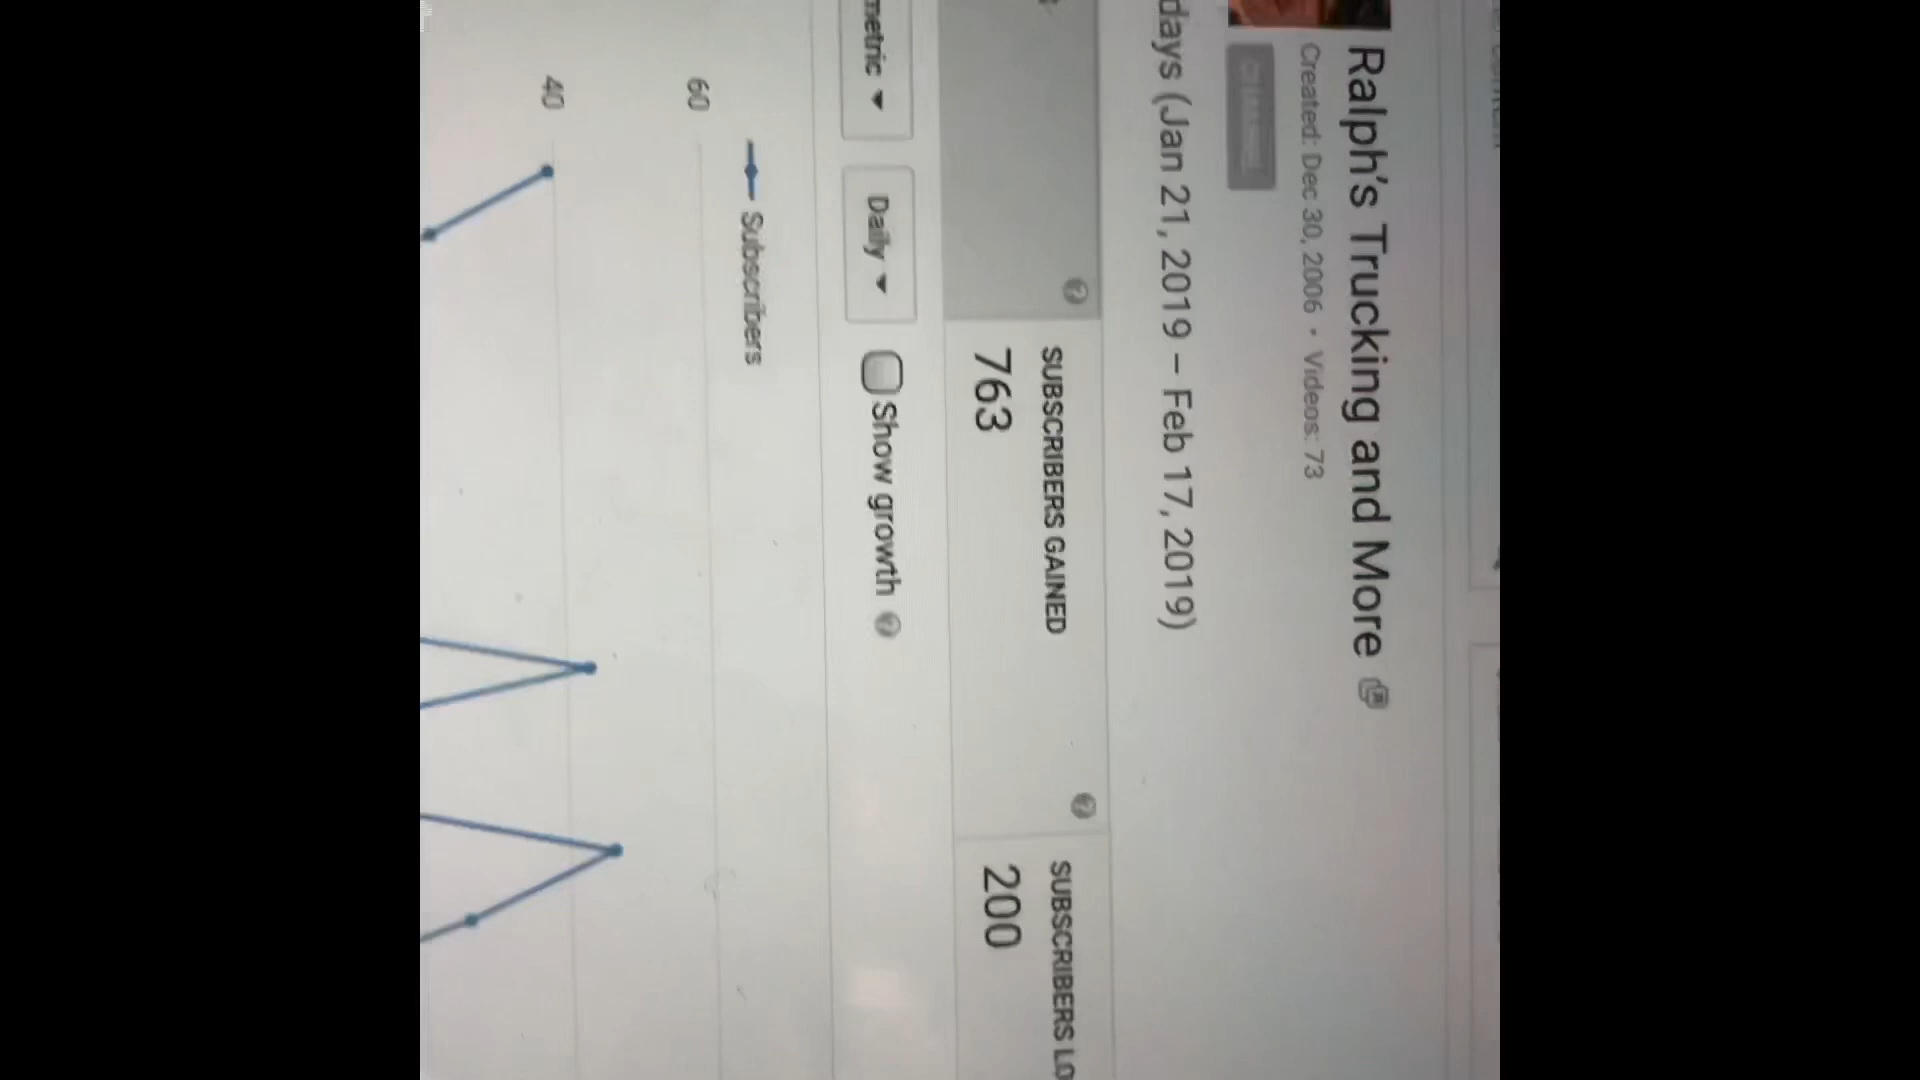 Ralph's Trucking and More
Created: Dec 30, 2006 • Videos: 73
days (Jan 21, 2019 – Feb 17, 2019)
SUBSCRIBERS GAINED
763
SUBSCRIBERS LO
200
metric
Daily
Show growth
Subscribers
60
40